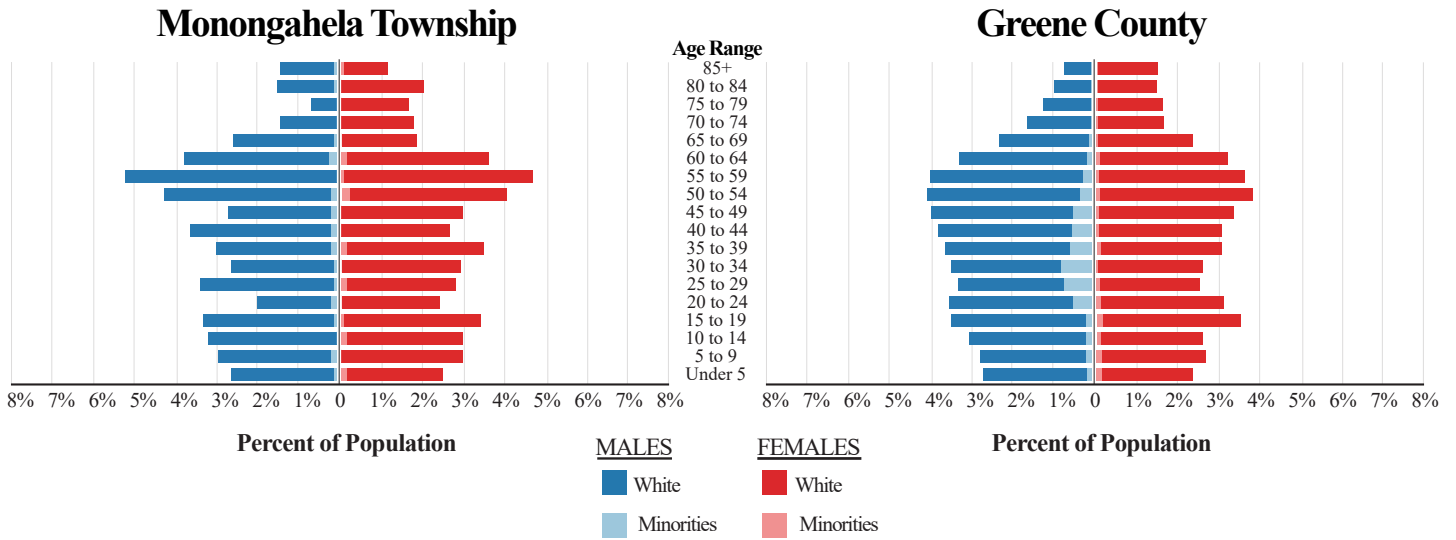 Monongahela Township
Greene County
Age Range
85+
80 to 84
75 to 79
70 to 74
65 to 69
60 to 64
55 to 59
50 to 54
45 to 49
40 to 44
35 to 39
30 to 34
25 to 29
20 to 24
15 to 19
10 to 14
5 to 9
Under 5
8% 7% 6% 5% 4% 3% 2% 1% 0 1% 2% 3% 4% 5% 6% 7% 8%
8% 7% 6% 5% 4% 3% 2% 1% 0 1% 2% 3% 4% 5% 6% 7% 8%
Percent of Population
Percent of Population
MALES
White
Minorities
FEMALES
White
Minorities